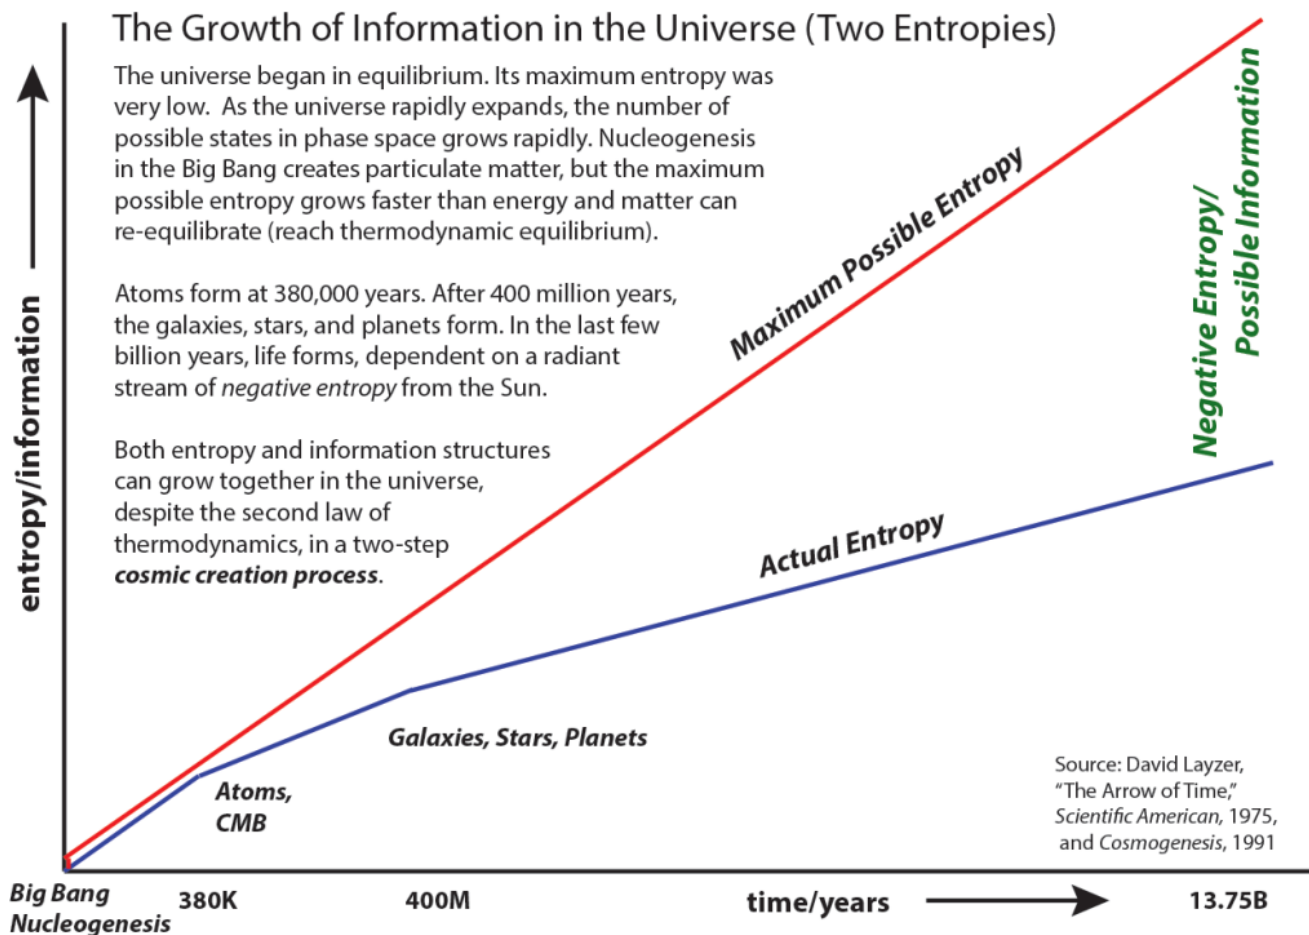 The Growth of Information in the Universe (Two Entropies)
The universe began in equilibrium. Its maximum entropy was
very low.  As the universe rapidly expands, the number of
possible states in phase space grows rapidly. Nucleogenesis
in the Big Bang creates particulate matter, but the maximum
possible entropy grows faster than energy and matter can
re-equilibrate (reach thermodynamic equilibrium).
Atoms form at 380,000 years. After 400 million years,
the galaxies, stars, and planets form. In the last few
billion years, life forms, dependent on a radiant
stream of negative entropy from the Sun.
Both entropy and information structures
can grow together in the universe,
despite the second law of
thermodynamics, in a two-step
cosmic creation process.
entropy/information
Maximum Possible Entropy
Negative Entropy/
Possible Information
Actual Entropy
Galaxies, Stars, Planets
Atoms,
CMB
Source: David Layzer,
“The Arrow of Time,”
Scientific American, 1975,
and Cosmogenesis, 1991
Big Bang
Nucleogenesis
380K
400M
time/years
13.75B